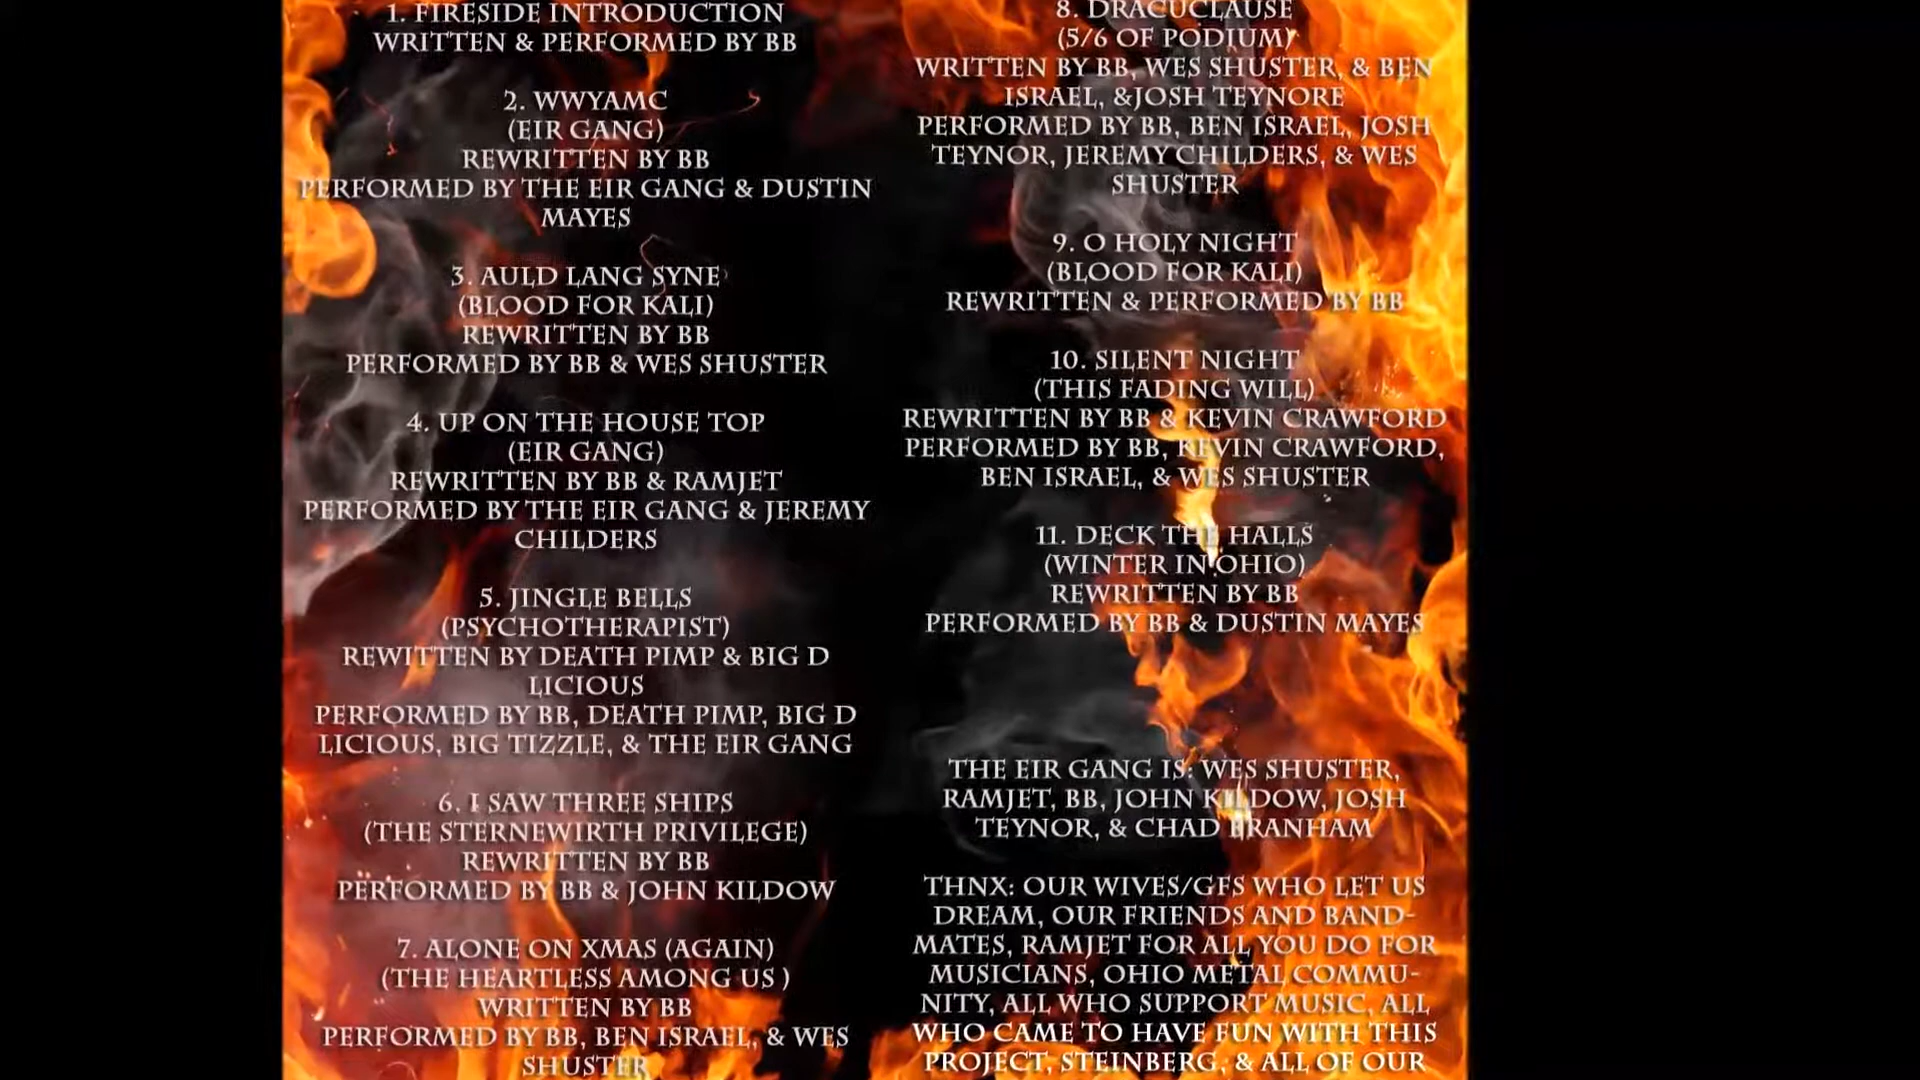 1. FIRESIDE INTRODUCTION
WRITTEN & PERFORMED BY BB
2. WWYAMC
(EIR GANG)
REWRITTEN BY BB
PERFORMED BY THE EIR GANG & DUSTIN
MAYES
3. AULD LANG SYNE
(BLOOD FOR KALI)
REWRITTEN BY BB
PERFORMED BY BB & WES SHUSTER
4. UP ON THE HOUSE TOP
(EIR GANG)
REWRITTEN BY BB & RAMJET
PERFORMED BY THE EIR GANG & JEREMY
CHILDERS
5. JINGLE BELLS
(PSYCHOTHERAPIST)
REWITTEN BY DEATH PIMP & BIG D
LICIOUS
PERFORMED BY BB, DEATH PIMP, BIG D
LICIOUS, BIG TIZZLE, & THE EIR GANG
6. I SAW THREE SHIPS
(THE STERNEWIRTH PRIVILEGE)
REWRITTEN BY BB
PERFORMED BY BB & JOHN KILDOW
7. ALONE ON XMAS (AGAIN)
(THE HEARTLESS AMONG US )
WRITTEN BY BB
PERFORMED BY BB, BEN ISRAEL, & WES
SHUSTER
8. DRACUCLAUSE
(5/6 OF PODIUM)
WRITTEN BY BB, WES SHUSTER, & BEN
ISRAEL, &JOSH TEYNORE
PERFORMED BY BB, BEN ISRAEL, JOSH
TEYNOR, JEREMY CHILDERS, & WES
SHUSTER
9. O HOLY NIGHT
(BLOOD FOR KALI)
REWRITTEN & PERFORMED BY BB
10. SILENT NIGHT
(THIS FADING WILL)
REWRITTEN BY BB & KEVIN CRAWFORD
PERFORMED BY BB, KEVIN CRAWFORD,
BEN ISRAEL, & WES SHUSTER
11. DECK THE HALLS
(WINTER IN OHIO)
REWRITTEN BY BB
PERFORMED BY BB & DUSTIN MAYES
THE EIR GANG IS: WES SHUSTER,
RAMJET, BB, JOHN KILDOW, JOSH
TEYNOR, & CHAD BRANHAM
THNX: OUR WIVES/GFS WHO LET US
DREAM, OUR FRIENDS AND BAND-
MATES, RAMJET FOR ALL YOU DO FOR
MUSICIANS, OHIO METAL COMMU-
NITY, ALL WHO SUPPORT MUSIC, ALL
WHO CAME TO HAVE FUN WITH THIS
PROJECT, STEINBERG, & ALL OF OUR